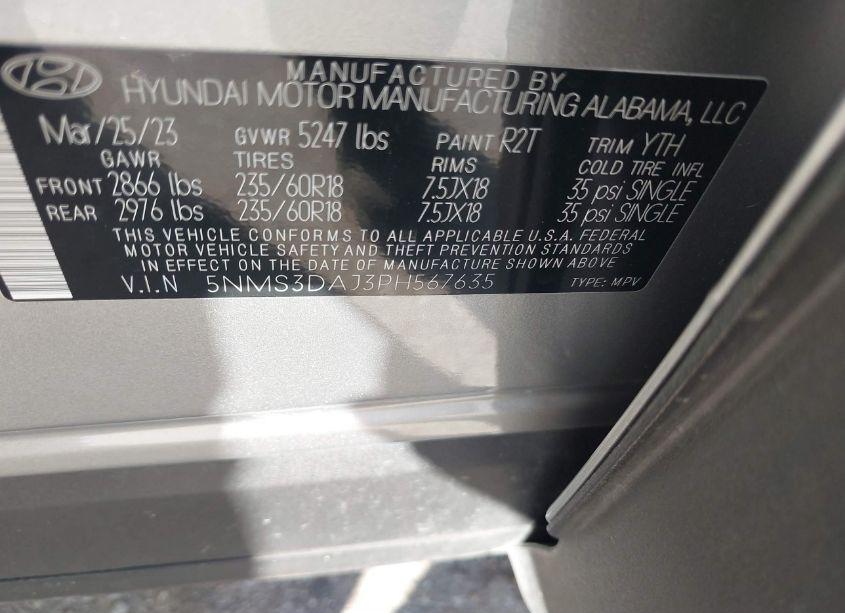 MANUFACTURED BY
HYUNDAI MOTOR MANUFACTURING ALABAMA, LLC
Mar/25/23 GVWR 5247 lbs PAINT R2T TRIM YTH
GAWR TIRES RIMS COLD TIRE INFL
FRONT 2866 lbs 235/60R18 7.5JX18 35 psi SINGLE
REAR 2976 lbs 235/60R18 7.5JX18 35 psi SINGLE
THIS VEHICLE CONFORMS TO ALL APPLICABLE U.S.A. FEDERAL
MOTOR VEHICLE SAFETY AND THEFT PREVENTION STANDARDS
IN EFFECT ON THE DATE OF MANUFACTURE SHOWN ABOVE
V.I.N 5NMS3DAJ3PH567635 TYPE: MPV